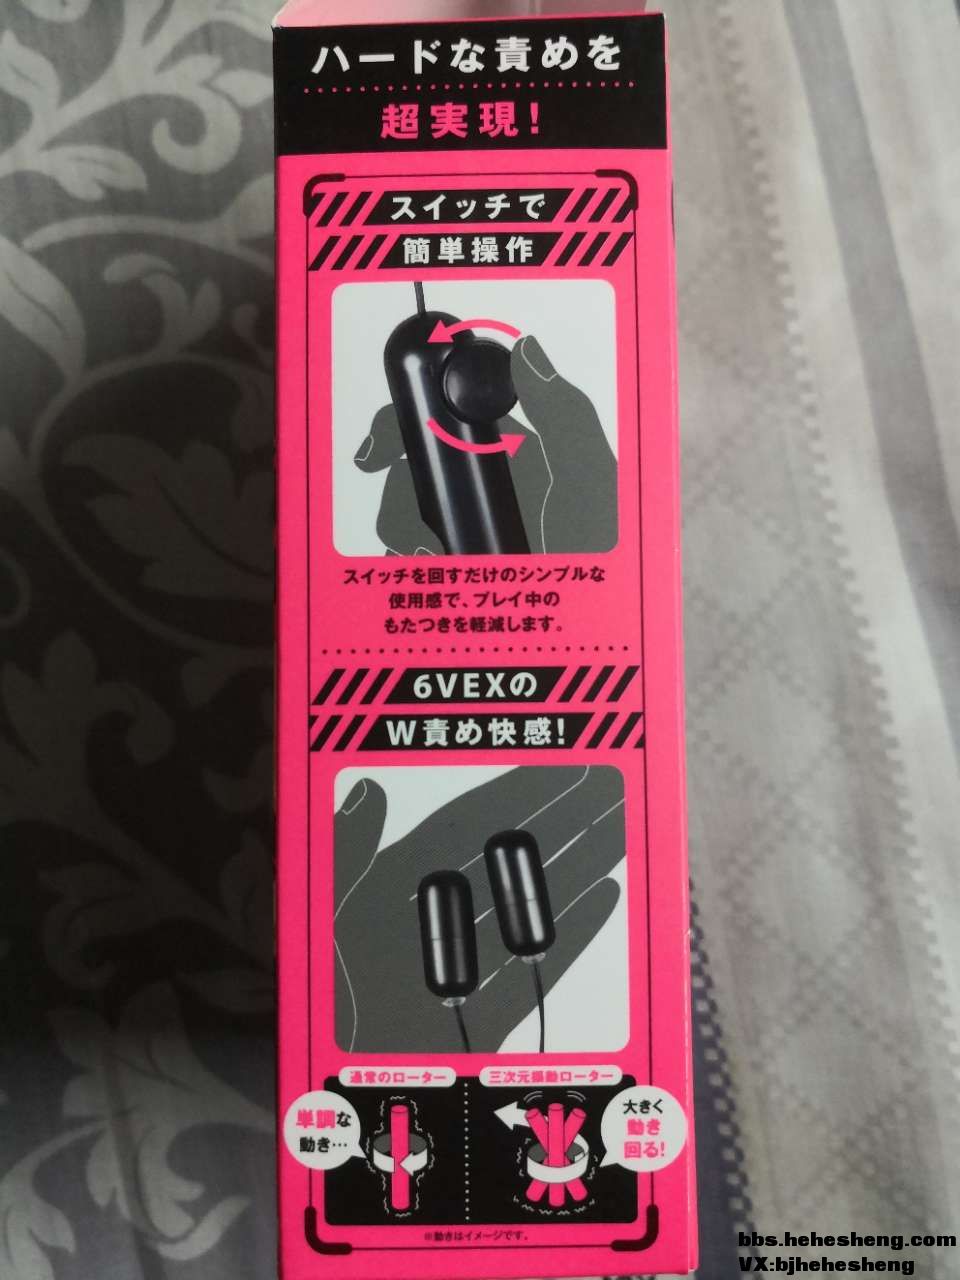 ハードな責めを
超実現!
スイッチで
簡単操作
スイッチを回すだけのシンプルな
使用感で、プレイ中の
もたつきを軽減します。
6VEXの
W責め快感!
通常のローター
三次元振動ローター
単調な
動き…
大きく
動き
回る!
※動きはイメージです。
bbs.hehesheng.com
VX:bjhehesheng